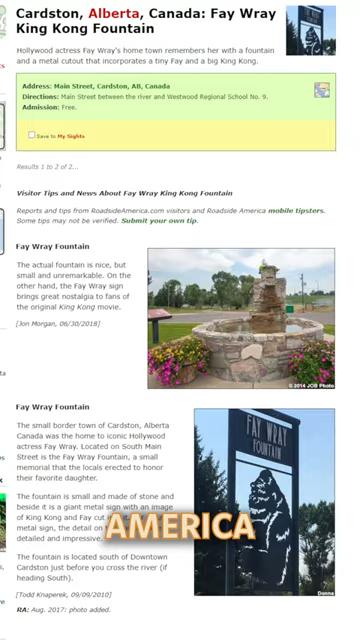 Cardston, Alberta, Canada: Fay Wray
King Kong Fountain
Hollywood actress Fay Wray's home town remembers her with a fountain
and a metal cutout that incorporates a tiny Fay and a big King Kong.
Address: Main Street, Cardston, AB, Canada
Directions: Main Street between the river and Westwood Regional School No. 9.
Admission: Free.
Save to My Sights
Results 1 to 2 of 2...
Visitor Tips and News About Fay Wray King Kong Fountain
Reports and tips from RoadsideAmerica.com visitors and Roadside America mobile tipsters.
Some tips may not be verified. Submit your own tip.
Fay Wray Fountain
The actual fountain is nice, but
small and unremarkable. On the
other hand, the Fay Wray sign
brings great nostalgia to fans of
the original King Kong movie.
[Jon Morgan, 06/30/2018]
© 2014 JOB Photo
Fay Wray Fountain
The small border town of Cardston, Alberta
Canada was the home to iconic Hollywood
actress Fay Wray. Located on South Main
Street is the Fay Wray Fountain, a small
memorial that the locals erected to honor
their favorite daughter.
The fountain is small and made of stone and
beside it is a giant metal sign with an image
of King Kong and Fay cut
metal sign, the detail on
detailed and impressive.
The fountain is located south of Downtown
Cardston just before you cross the river (if
heading South).
[Todd Knaperek, 09/09/2010]
RA: Aug. 2017: photo added.
FAY WRAY
FOUNTAIN
Donna
AMERICA